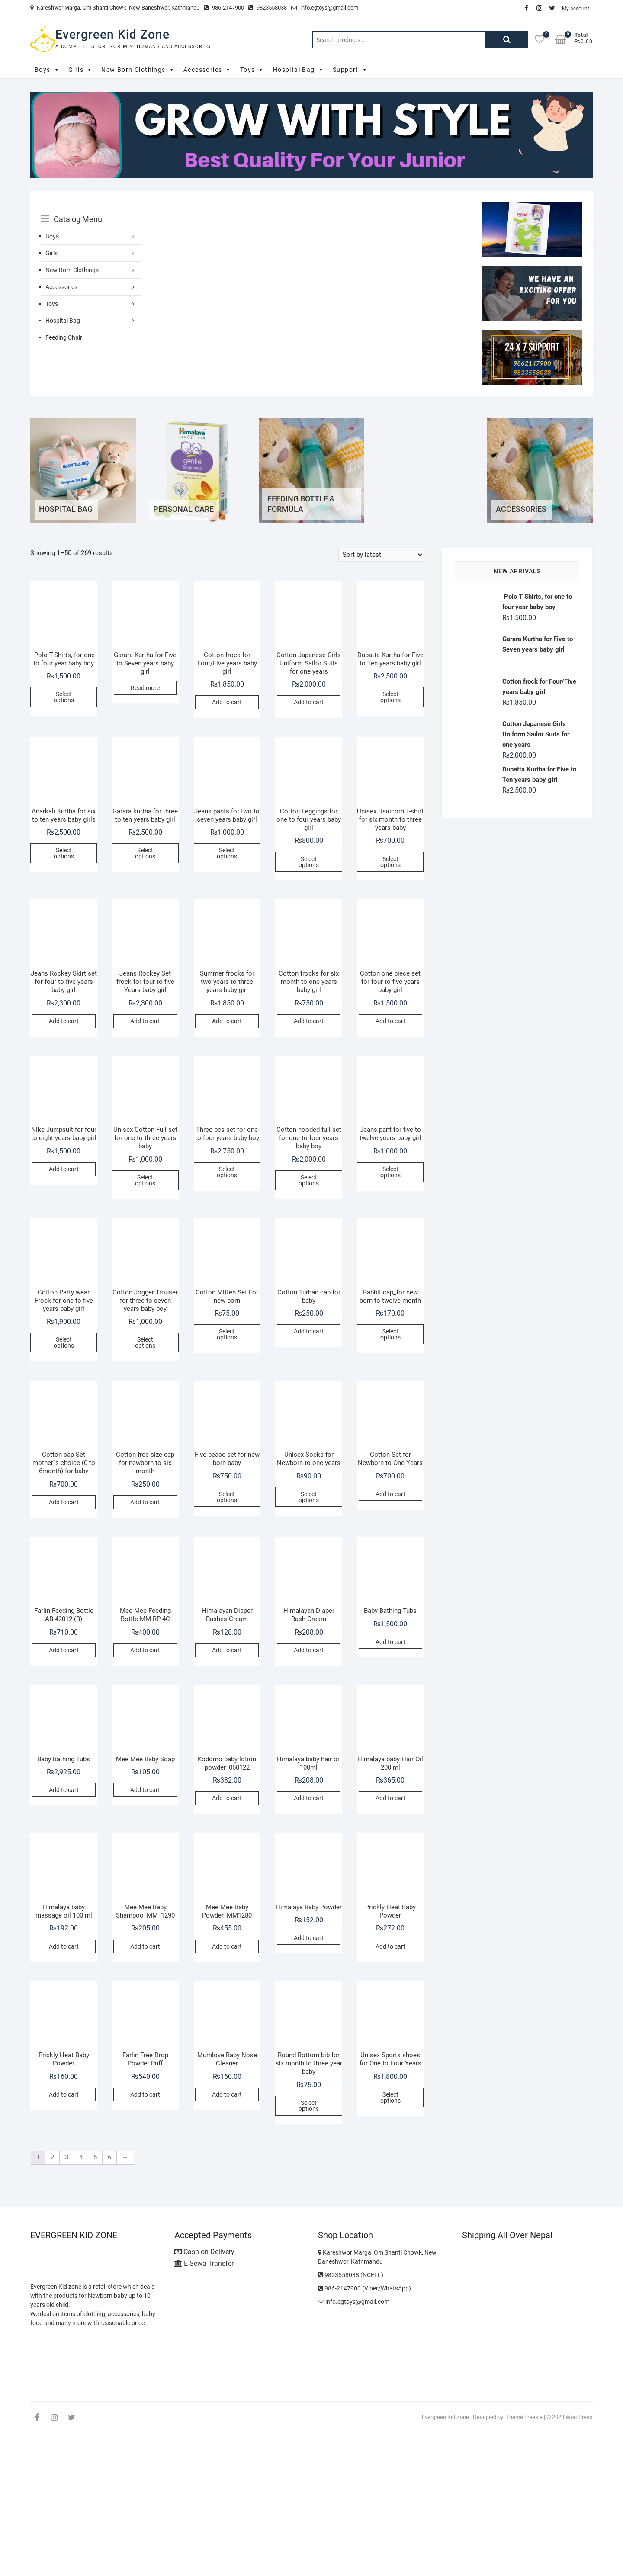 Kareshwor Marga, Om Shanti Chowk, New Baneshwor, Kathmandu 986-2147900 9823558038 info.egtoys@gmail.com My account
Evergreen Kid Zone
A COMPLETE STORE FOR MINI HUMANS AND ACCESSORIES
Search products...
0
0
Total
₨0.00
Boys Girls New Born Clothings Accessories Toys Hospital Bag Support
GROW WITH STYLE
Best Quality For Your Junior
Catalog Menu
Boys
Girls
New Born Clothings
Accessories
Toys
Hospital Bag
Feeding Chair
WE HAVE AN
EXCITING OFFER
FOR YOU
24 X 7 SUPPORT
9862147900
9823558038
HOSPITAL BAG
PERSONAL CARE
FEEDING BOTTLE &
FORMULA
ACCESSORIES
Showing 1–50 of 269 results
Sort by latest
Polo T-Shirts, for one to four year baby boy
₨1,500.00
Select options
Garara Kurtha for Five to Seven years baby girl
Read more
Cotton frock for Four/Five years baby girl
₨1,850.00
Add to cart
Cotton Japanese Girls Uniform Sailor Suits for one years
₨2,000.00
Add to cart
Dupatta Kurtha for Five to Ten years baby girl
₨2,500.00
Select options
Anarkali Kurtha for six to ten years baby girls
₨2,500.00
Select options
Garara kurtha for three to ten years baby girl
₨2,500.00
Select options
Jeans pants for two to seven years baby girl
₨1,000.00
Select options
Cotton Leggings for one to four years baby girl
₨800.00
Select options
Unisex Usiccom T-shirt for six month to three years baby
₨700.00
Select options
Jeans Rockey Skirt set for four to five years baby girl
₨2,300.00
Add to cart
Jeans Rockey Set frock for four to five Years baby girl
₨2,300.00
Add to cart
Summer frocks for two years to three years baby girl
₨1,850.00
Add to cart
Cotton frocks for six month to one years baby girl
₨750.00
Add to cart
Cotton one piece set for four to five years baby girl
₨1,500.00
Add to cart
Nike Jumpsuit for four to eight years baby girl
₨1,500.00
Add to cart
Unisex Cotton Full set for one to three years baby
₨1,000.00
Select options
Three pcs set for one to four years baby boy
₨2,750.00
Select options
Cotton hooded full set for one to four years baby boy
₨2,000.00
Select options
Jeans pant for five to twelve years baby girl
₨1,000.00
Select options
Cotton Party wear Frock for one to five years baby girl
₨1,900.00
Select options
Cotton Jogger Trouser for three to seven years baby boy
₨1,000.00
Select options
Cotton Mitten Set For new born
₨75.00
Select options
Cotton Turban cap for baby
₨250.00
Add to cart
Rabbit cap_for new born to twelve month
₨170.00
Select options
Cotton cap Set mother`s choice (0 to 6month) for baby
₨700.00
Add to cart
Cotton free-size cap for newborn to six month
₨250.00
Add to cart
Five peace set for new born baby
₨750.00
Select options
Unisex Socks for Newborn to one years
₨90.00
Select options
Cotton Set for Newborn to One Years
₨700.00
Add to cart
Farlin Feeding Bottle AB-42012 (B)
₨710.00
Add to cart
Mee Mee Feeding Bottle MM-RP-4C
₨400.00
Add to cart
Himalayan Diaper Rashes Cream
₨128.00
Add to cart
Himalayan Diaper Rash Cream
₨208.00
Add to cart
Baby Bathing Tubs
₨1,500.00
Add to cart
Baby Bathing Tubs
₨2,925.00
Add to cart
Mee Mee Baby Soap
₨105.00
Add to cart
Kodomo baby lotion powder,_060122
₨332.00
Add to cart
Himalaya baby hair oil 100ml
₨208.00
Add to cart
Himalaya baby Hair Oil 200 ml
₨365.00
Add to cart
Himalaya baby massage oil 100 ml
₨192.00
Add to cart
Mee Mee Baby Shampoo_MM_1290
₨205.00
Add to cart
Mee Mee Baby Powder_MM1280
₨455.00
Add to cart
Himalaya Baby Powder
₨152.00
Add to cart
Prickly Heat Baby Powder
₨272.00
Add to cart
Prickly Heat Baby Powder
₨160.00
Add to cart
Farlin Free Drop Powder Puff
₨540.00
Add to cart
Mumlove Baby Nose Cleaner
₨160.00
Add to cart
Round Bottom bib for six month to three year baby
₨75.00
Select options
Unisex Sports shoes for One to Four Years
₨1,800.00
Select options
1 2 3 4 5 6 →
NEW ARRIVALS
Polo T-Shirts, for one to
four year baby boy
₨1,500.00
Garara Kurtha for Five to
Seven years baby girl
Cotton frock for Four/Five
years baby girl
₨1,850.00
Cotton Japanese Girls
Uniform Sailor Suits for
one years
₨2,000.00
Dupatta Kurtha for Five to
Ten years baby girl
₨2,500.00
EVERGREEN KID ZONE
Evergreen Kid zone is a retail store which deals
with the products for Newborn baby up to 10
years old child.
We deal on items of clothing, accessories, baby
food and many more with reasonable price.
Accepted Payments
Cash on Delivery
E-Sewa Transfer
Shop Location
Kareshwor Marga, Om Shanti Chowk, New
Baneshwor, Kathmandu
9823558038 (NCELL)
986-2147900 (Viber/WhatsApp)
info.egtoys@gmail.com
Shipping All Over Nepal
Evergreen Kid Zone | Designed by: Theme Freesia | © 2023 WordPress